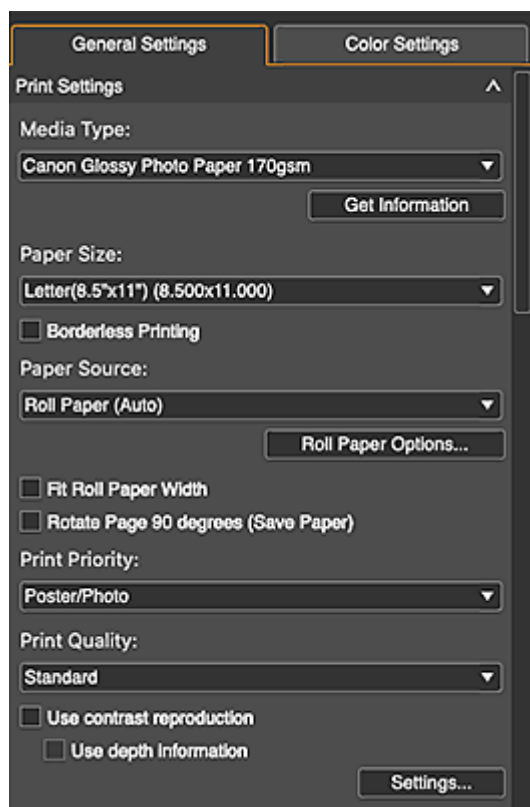 General Settings
Color Settings
Print Settings
Media Type:
Canon Glossy Photo Paper 170gsm
Get Information
Paper Size:
Letter(8.5"x11") (8.500x11.000)
Borderless Printing
Paper Source:
Roll Paper (Auto)
Roll Paper Options...
Fit Roll Paper Width
Rotate Page 90 degrees (Save Paper)
Print Priority:
Poster/Photo
Print Quality:
Standard
Use contrast reproduction
Use depth information
Settings...